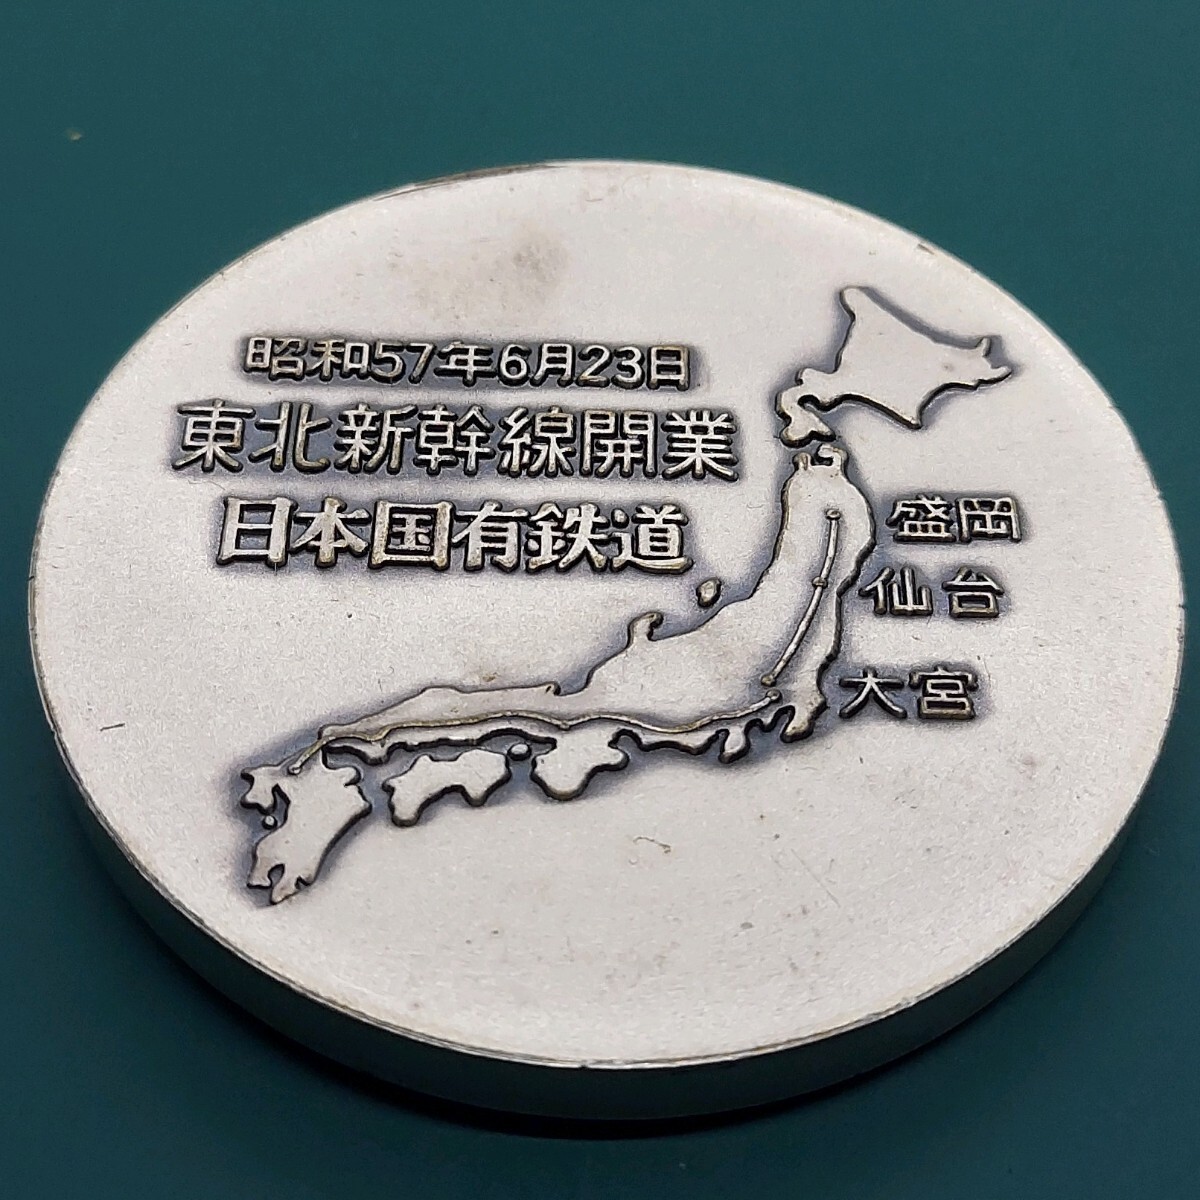 昭和57年6月23日
東北新幹線開業
日本国有鉄道
盛岡
仙台
大宮